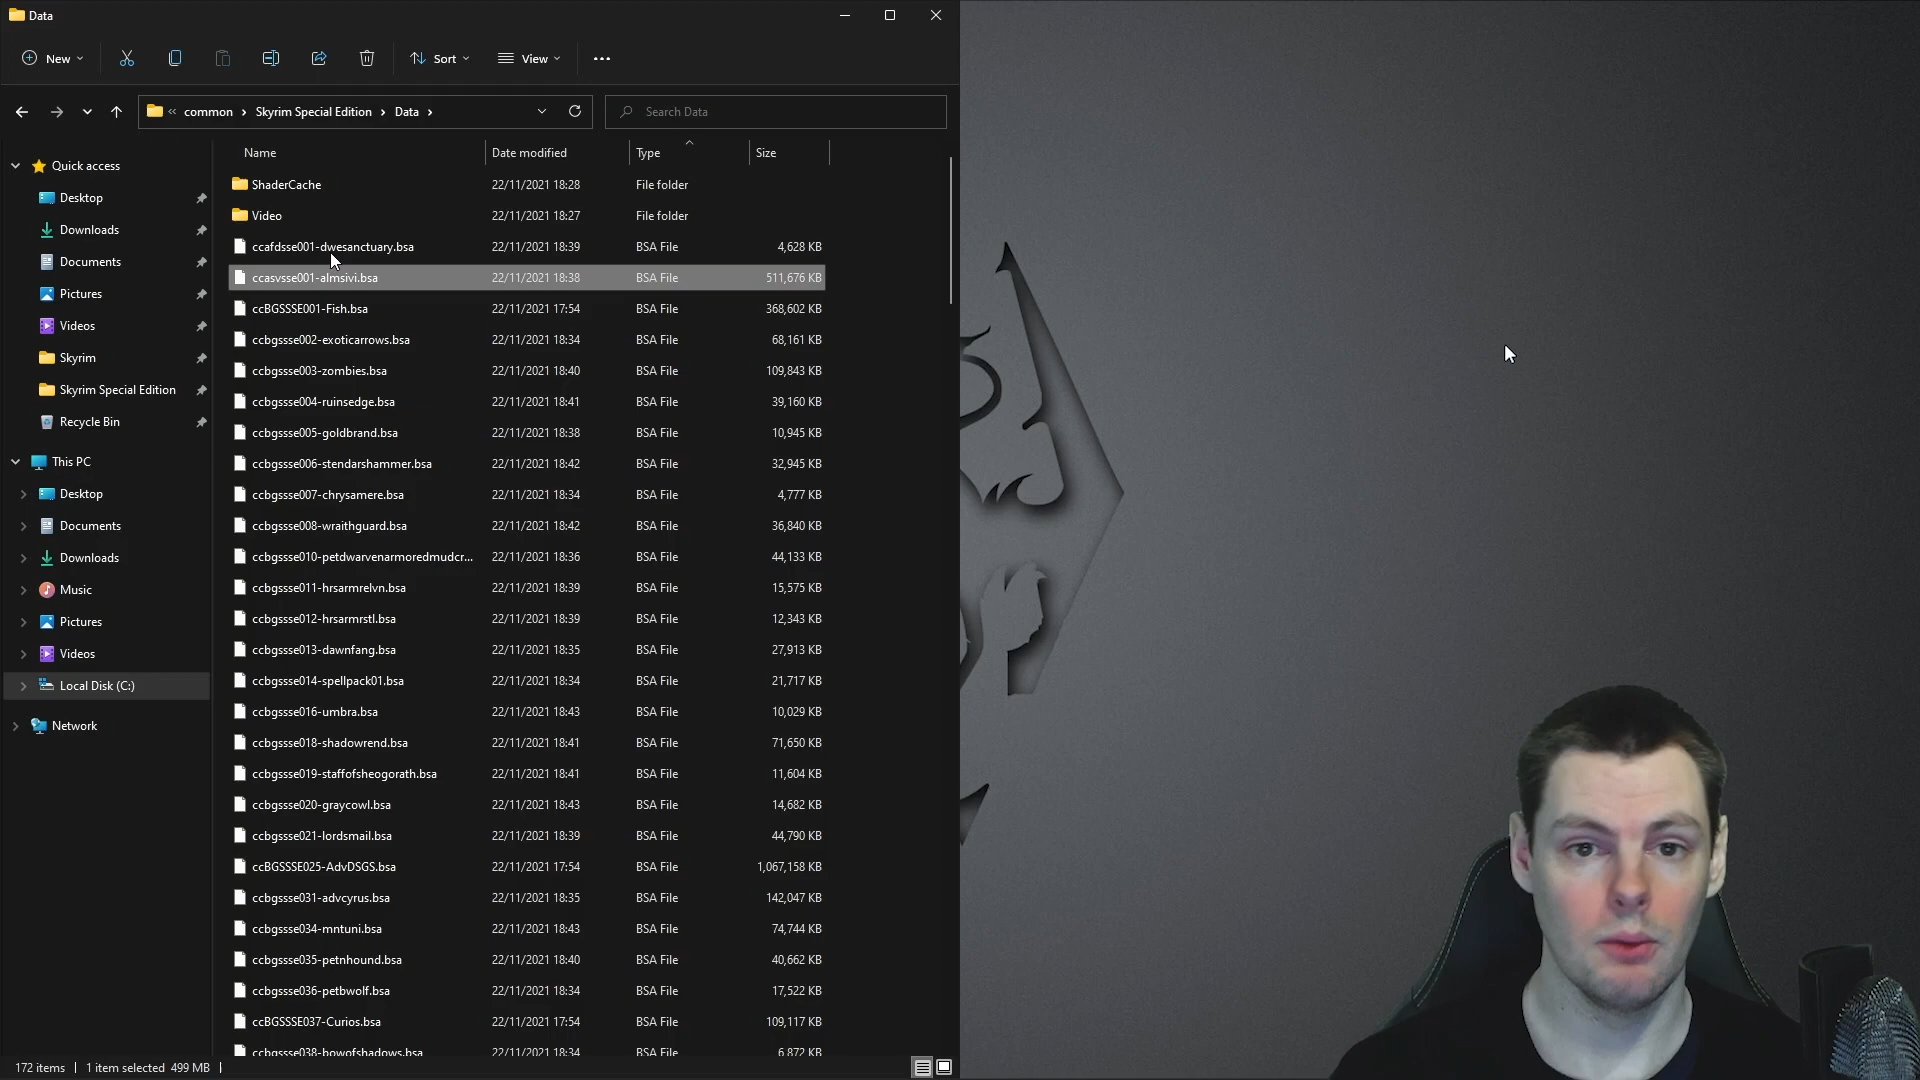 Data
New
Sort
View
common > Skyrim Special Edition > Data >
Search Data
Name Date modified Type Size
Quick access
Desktop
Downloads
Documents
Pictures
Videos
Skyrim
Skyrim Special Edition
Recycle Bin
This PC
Desktop
Documents
Downloads
Music
Pictures
Videos
Local Disk (C:)
Network
ShaderCache 22/11/2021 18:28 File folder
Video 22/11/2021 18:27 File folder
ccafdsse001-dwesanctuary.bsa 22/11/2021 18:39 BSA File 4,628 KB
ccasvsse001-almsivi.bsa 22/11/2021 18:38 BSA File 511,676 KB
ccBGSSSE001-Fish.bsa 22/11/2021 17:54 BSA File 368,602 KB
ccbgssse002-exoticarrows.bsa 22/11/2021 18:34 BSA File 68,161 KB
ccbgssse003-zombies.bsa 22/11/2021 18:40 BSA File 109,843 KB
ccbgssse004-ruinsedge.bsa 22/11/2021 18:41 BSA File 39,160 KB
ccbgssse005-goldbrand.bsa 22/11/2021 18:38 BSA File 10,945 KB
ccbgssse006-stendarshammer.bsa 22/11/2021 18:42 BSA File 32,945 KB
ccbgssse007-chrysamere.bsa 22/11/2021 18:34 BSA File 4,777 KB
ccbgssse008-wraithguard.bsa 22/11/2021 18:42 BSA File 36,840 KB
ccbgssse010-petdwarvenarmoredmudcr... 22/11/2021 18:36 BSA File 44,133 KB
ccbgssse011-hrsarmrelvn.bsa 22/11/2021 18:39 BSA File 15,575 KB
ccbgssse012-hrsarmrstl.bsa 22/11/2021 18:39 BSA File 12,343 KB
ccbgssse013-dawnfang.bsa 22/11/2021 18:35 BSA File 27,913 KB
ccbgssse014-spellpack01.bsa 22/11/2021 18:34 BSA File 21,717 KB
ccbgssse016-umbra.bsa 22/11/2021 18:43 BSA File 10,029 KB
ccbgssse018-shadowrend.bsa 22/11/2021 18:41 BSA File 71,650 KB
ccbgssse019-staffofsheogorath.bsa 22/11/2021 18:41 BSA File 11,604 KB
ccbgssse020-graycowl.bsa 22/11/2021 18:43 BSA File 14,682 KB
ccbgssse021-lordsmail.bsa 22/11/2021 18:39 BSA File 44,790 KB
ccBGSSSE025-AdvDSGS.bsa 22/11/2021 17:54 BSA File 1,067,158 KB
ccbgssse031-advcyrus.bsa 22/11/2021 18:35 BSA File 142,047 KB
ccbgssse034-mntuni.bsa 22/11/2021 18:43 BSA File 74,744 KB
ccbgssse035-petnhound.bsa 22/11/2021 18:40 BSA File 40,662 KB
ccbgssse036-petbwolf.bsa 22/11/2021 18:34 BSA File 17,522 KB
ccBGSSSE037-Curios.bsa 22/11/2021 17:54 BSA File 109,117 KB
ccbgssse038-bowofshadows.bsa 22/11/2021 18:34 BSA File 6,872 KB
172 items 1 item selected 499 MB